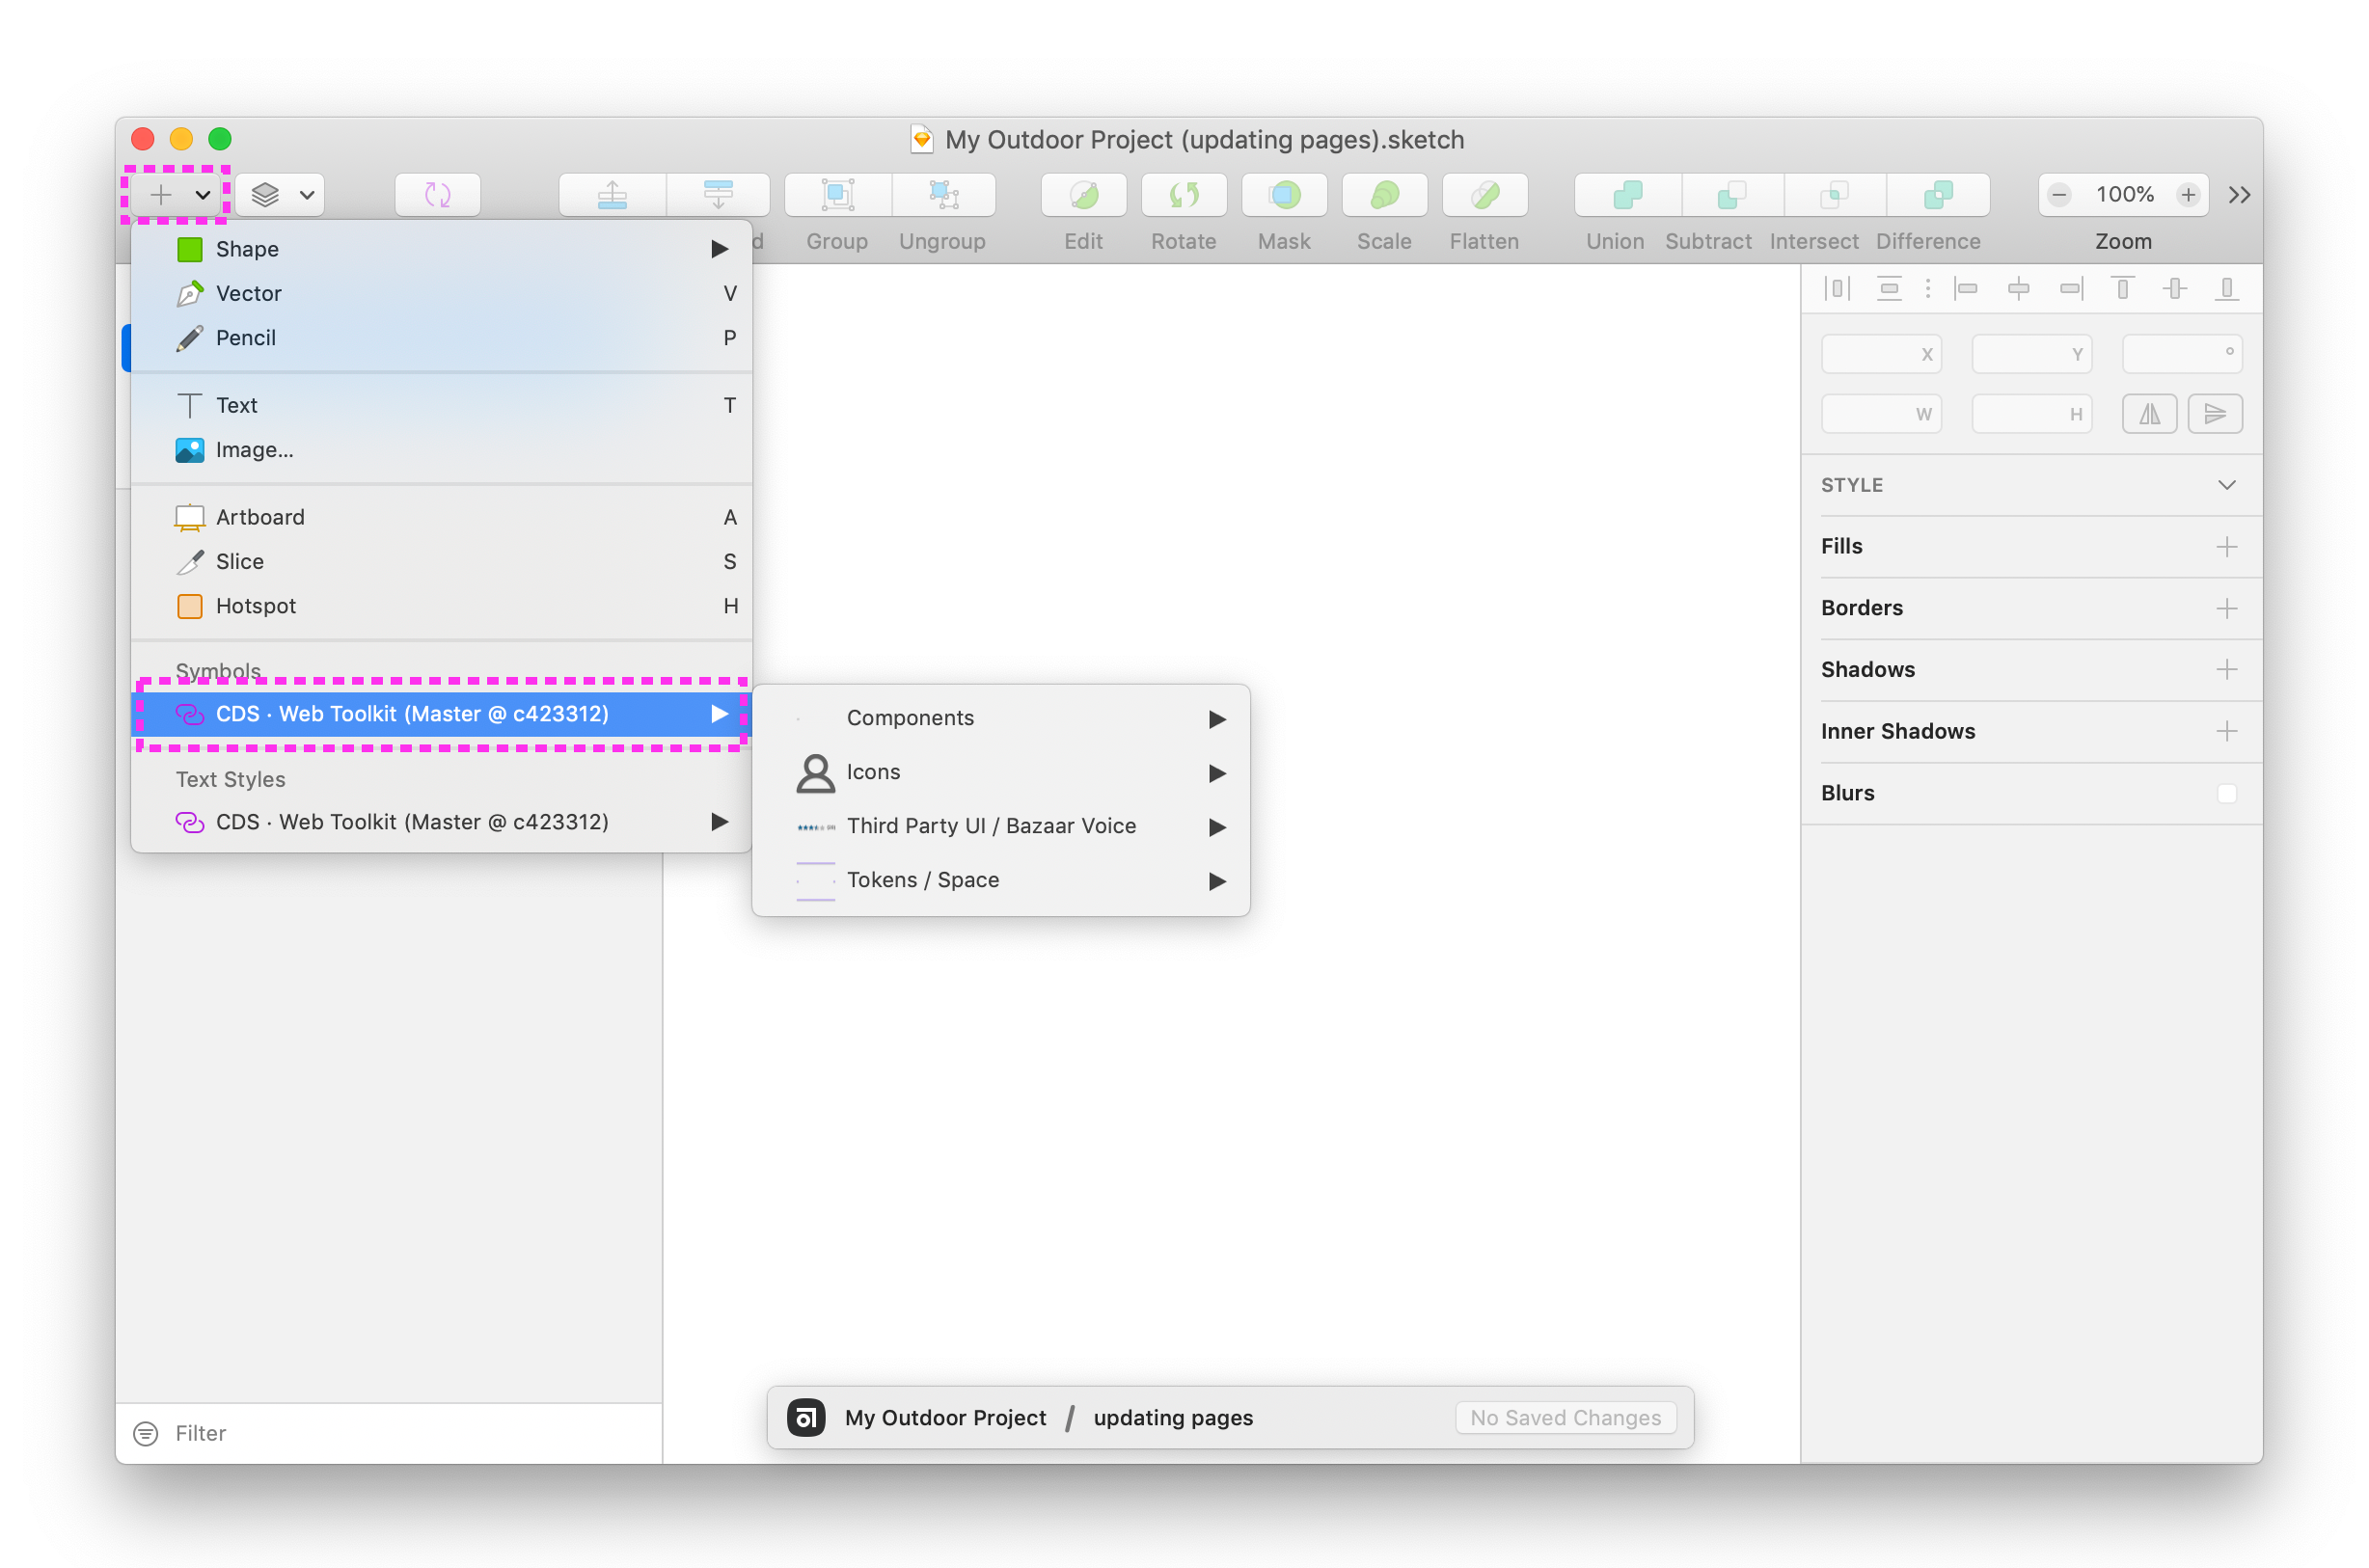 My Outdoor Project (updating pages).sketch
100%
d Group Ungroup Edit Rotate Mask Scale Flatten Union Subtract Intersect Difference Zoom
Shape
Vector V
Pencil P
Text T
Image...
Artboard A
Slice S
Hotspot H
Symbols
CDS · Web Toolkit (Master @ c423312)
Text Styles
CDS · Web Toolkit (Master @ c423312)
Components
Icons
Third Party UI / Bazaar Voice
Tokens / Space
X Y °
W H
STYLE
Fills
Borders
Shadows
Inner Shadows
Blurs
Filter
My Outdoor Project / updating pages No Saved Changes